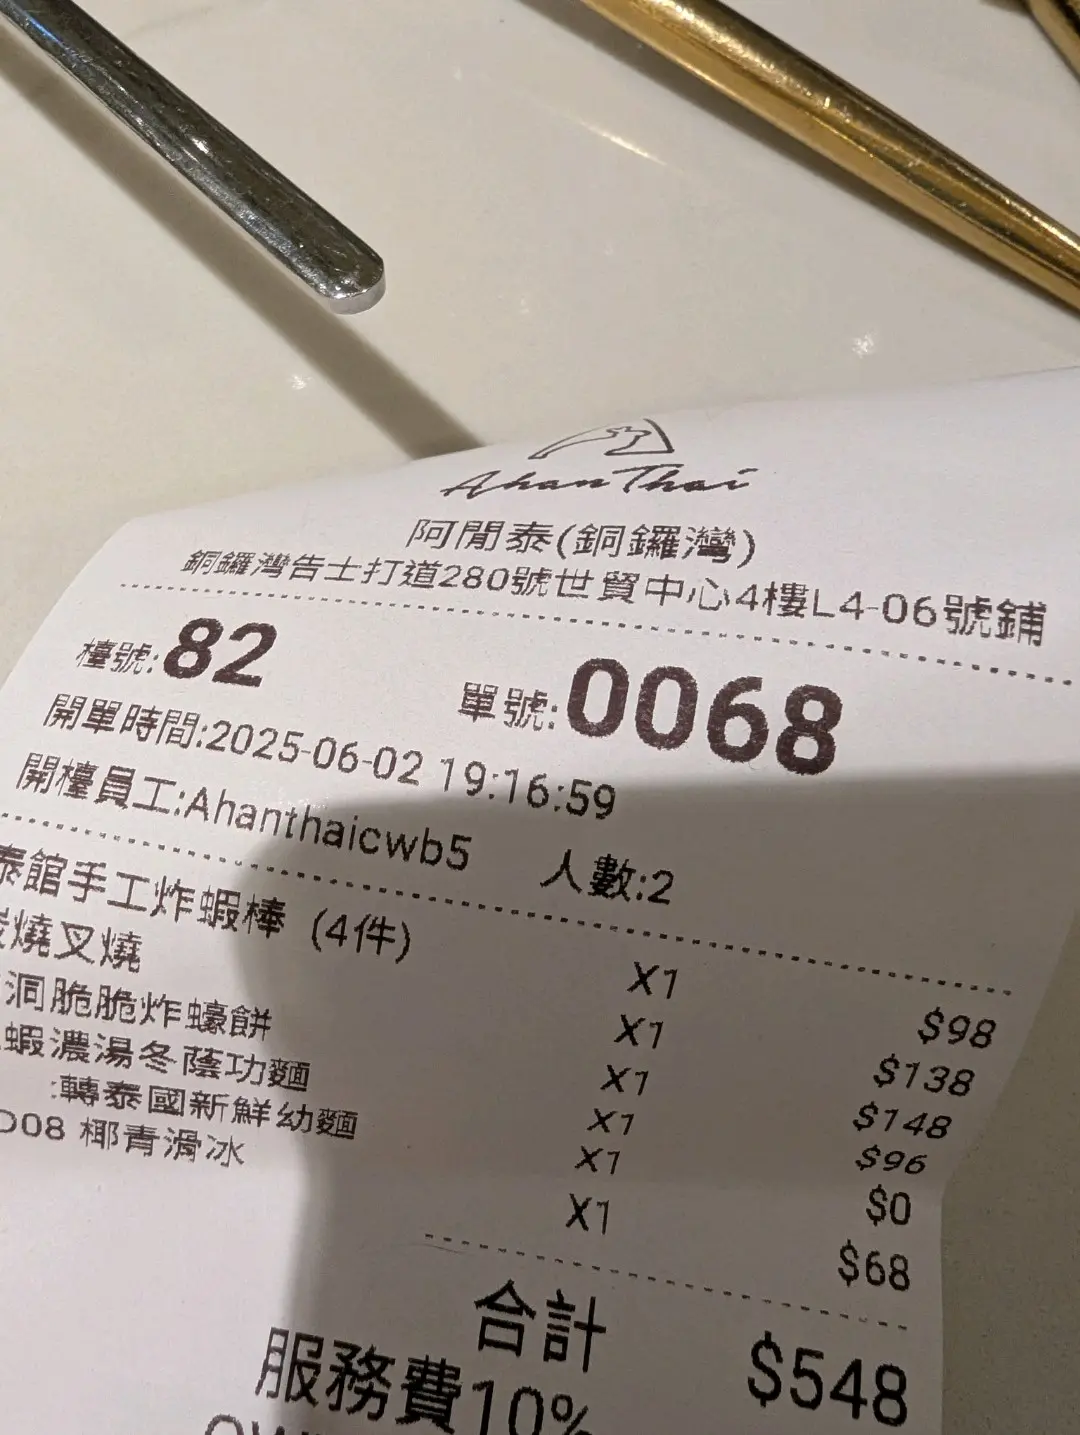 Ahan Thai
阿閒泰(銅鑼灣)
銅鑼灣告士打道280號世貿中心4樓L4-06號鋪
檯號:82 單號:0068
開單時間:2025-06-02 19:16:59
開檯員工:Ahanthaicwb5 人數:2
泰館手工炸蝦棒 (4件) X1 $98
燒叉燒 X1 $138
洞脆脆炸蠔餅 X1 $148
蝦濃湯冬蔭功麵 X1 $96
:轉泰國新鮮幼麵 X1 $0
D08 椰青滑冰 X1 $68
合計 $548
服務費10%